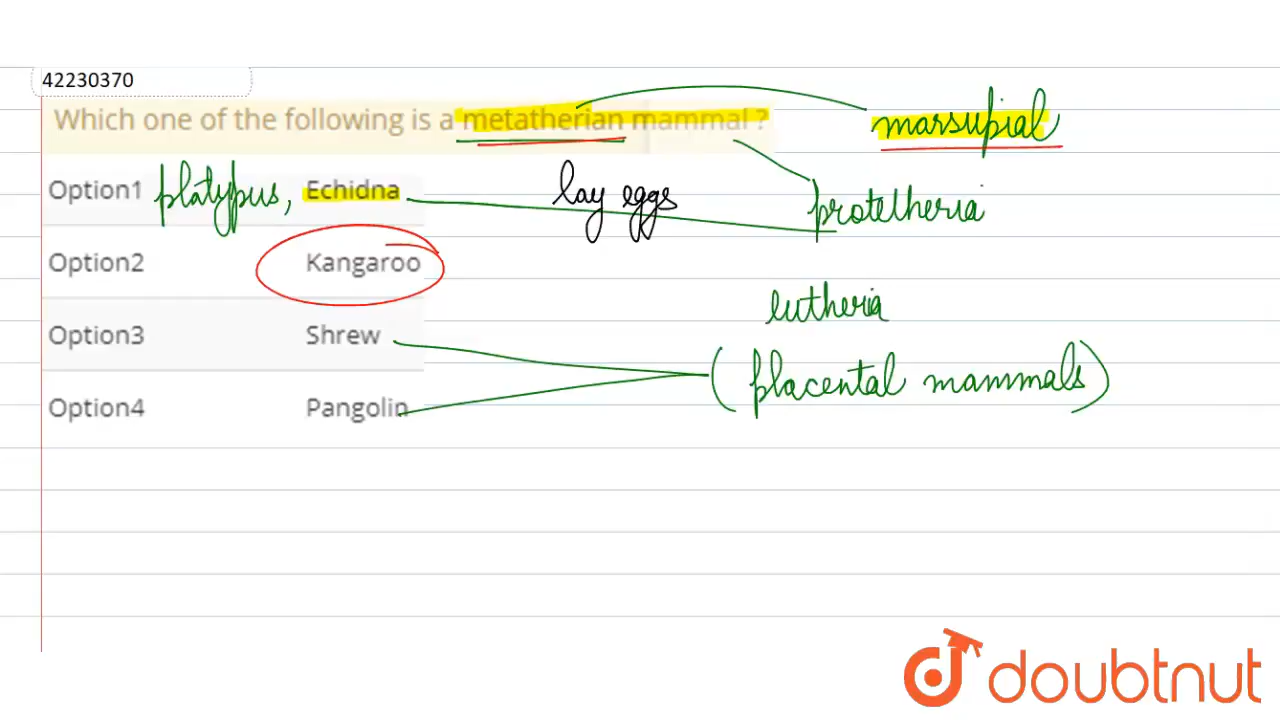 42230370
Which one of the following is a metatherian mammal ?
marsupial
Option1 platypus, Echidna lay eggs protetheria
Option2 Kangaroo
eutheria
Option3 Shrew
(placental mammals)
Option4 Pangolin
doubtnut